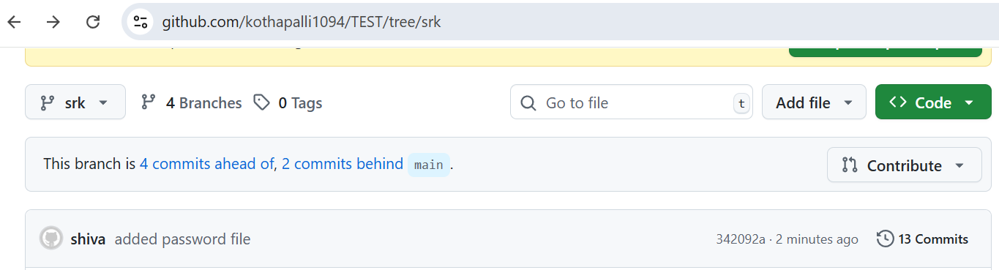 github.com/kothapalli1094/TEST/tree/srk
srk 4 Branches 0 Tags Go to file t Add file Code
This branch is 4 commits ahead of, 2 commits behind main.
Contribute
shiva added password file 342092a · 2 minutes ago 13 Commits